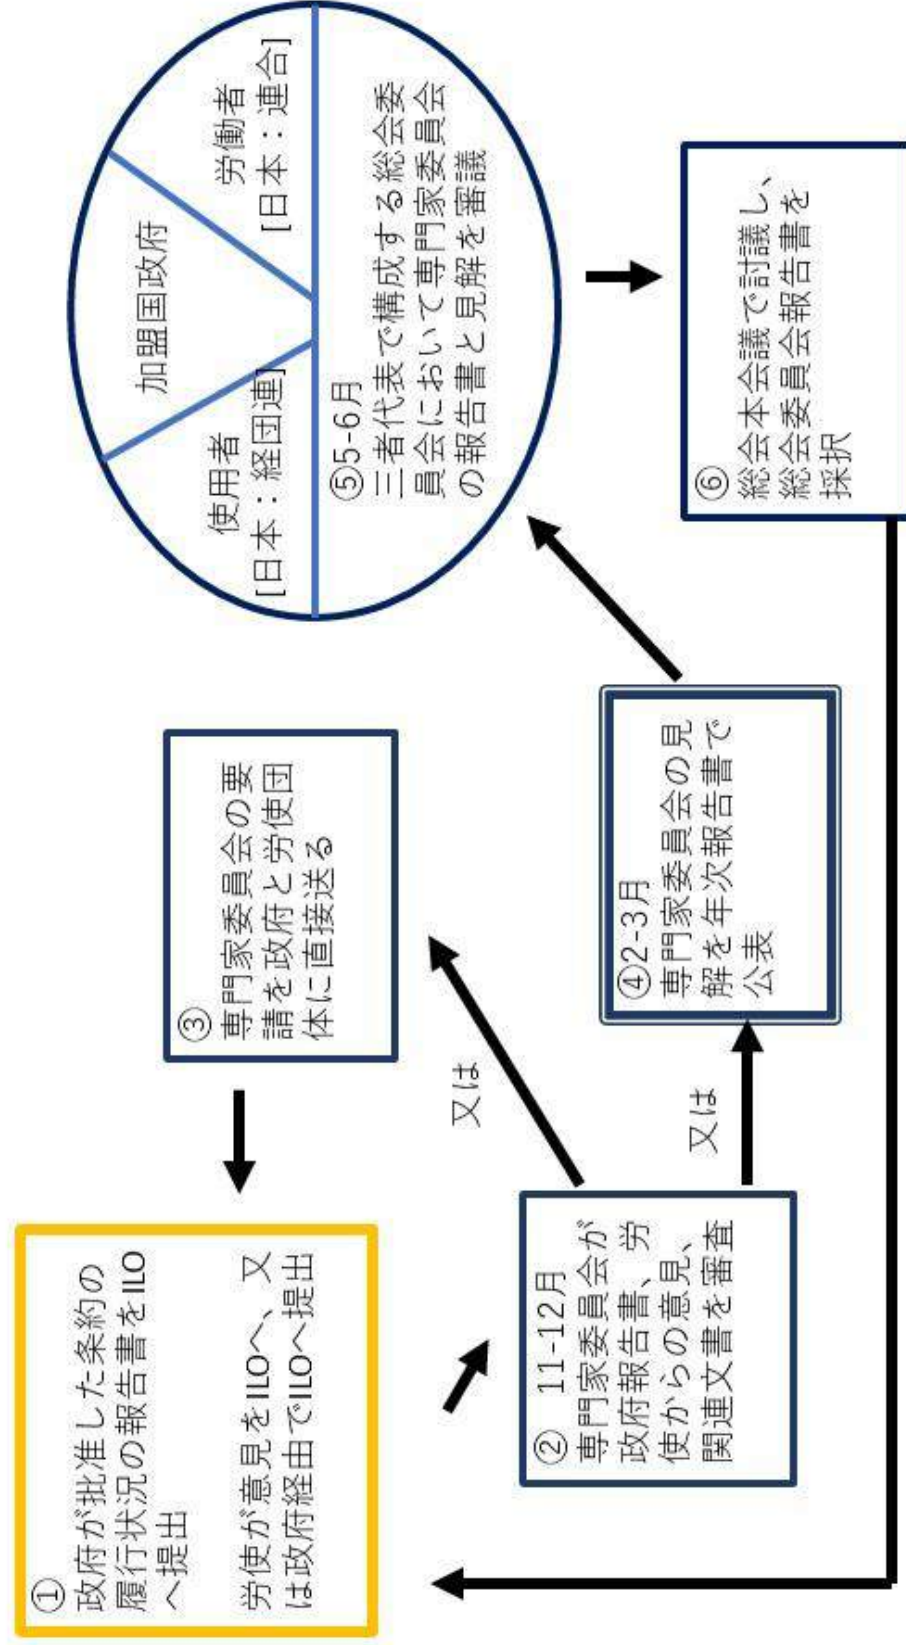 ①
政府が批准した条約の
履行状況の報告書をILO
へ提出
労使が意見をILOへ、又
は政府経由でILOへ提出
② 11-12月
専門家委員会が
政府報告書、労
使からの意見、
関連文書を審査
又は
③
専門家委員会の要
請を政府と労使団
体に直接送る
又は
④2-3月
専門家委員会の見
解を年次報告書で
公表
加盟国政府
使用者
[日本：経団連]
労働者
[日本：連合]
⑤5-6月
三者代表で構成する総会委
員会において専門家委員会
の報告書と見解を審議
⑥
総会本会議で討議し、
総会委員会報告書を
採択